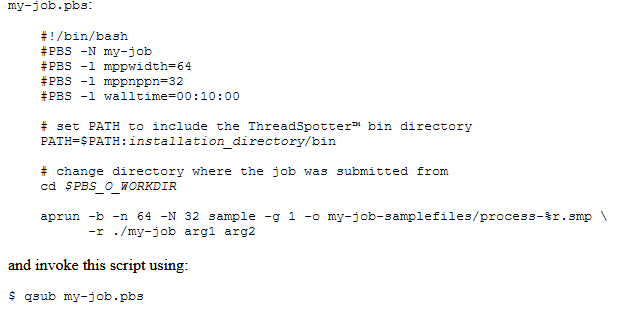 my-job.pbs:
#!/bin/bash
#PBS -N my-job
#PBS -l mppwidth=64
#PBS -l mppnppn=32
#PBS -l walltime=00:10:00
# set PATH to include the ThreadSpotter™ bin directory
PATH=$PATH:installation_directory/bin
# change directory where the job was submitted from
cd $PBS_O_WORKDIR
aprun -b -n 64 -N 32 sample -g 1 -o my-job-samplefiles/process-%r.smp \
-r ./my-job arg1 arg2
and invoke this script using:
$ qsub my-job.pbs